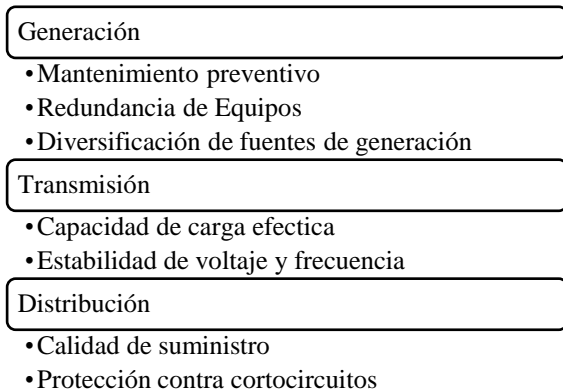 Generación
•Mantenimiento preventivo
•Redundancia de Equipos
•Diversificación de fuentes de generación
Transmisión
•Capacidad de carga efectica
•Estabilidad de voltaje y frecuencia
Distribución
•Calidad de suministro
•Protección contra cortocircuitos